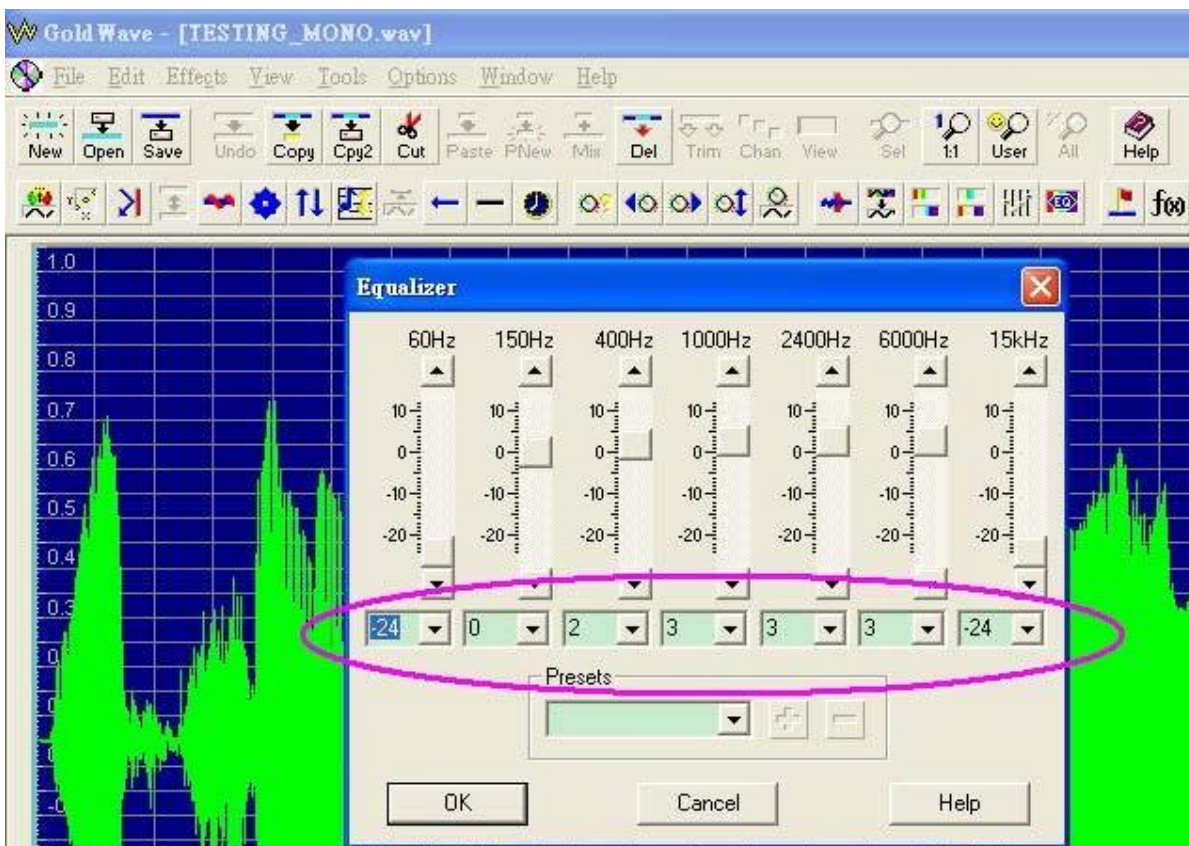 Gold Wave - [TESTING_MONO.wav]
File Edit Effects View Tools Options Window Help
New Open Save Undo Copy Cpy2 Cut Paste PNew Mix Del Trim Chan View Sel 1:1 User All Help
EQ f(x)
1.0
0.9
0.8
0.7
0.6
0.5
0.4
0.3
Equalizer
60Hz 150Hz 400Hz 1000Hz 2400Hz 6000Hz 15kHz
10 10 10 10 10 10 10
0 0 0 0 0 0 0
-10 -10 -10 -10 -10 -10 -10
-20 -20 -20 -20 -20 -20 -20
-24 0 2 3 3 3 -24
Presets
OK Cancel Help